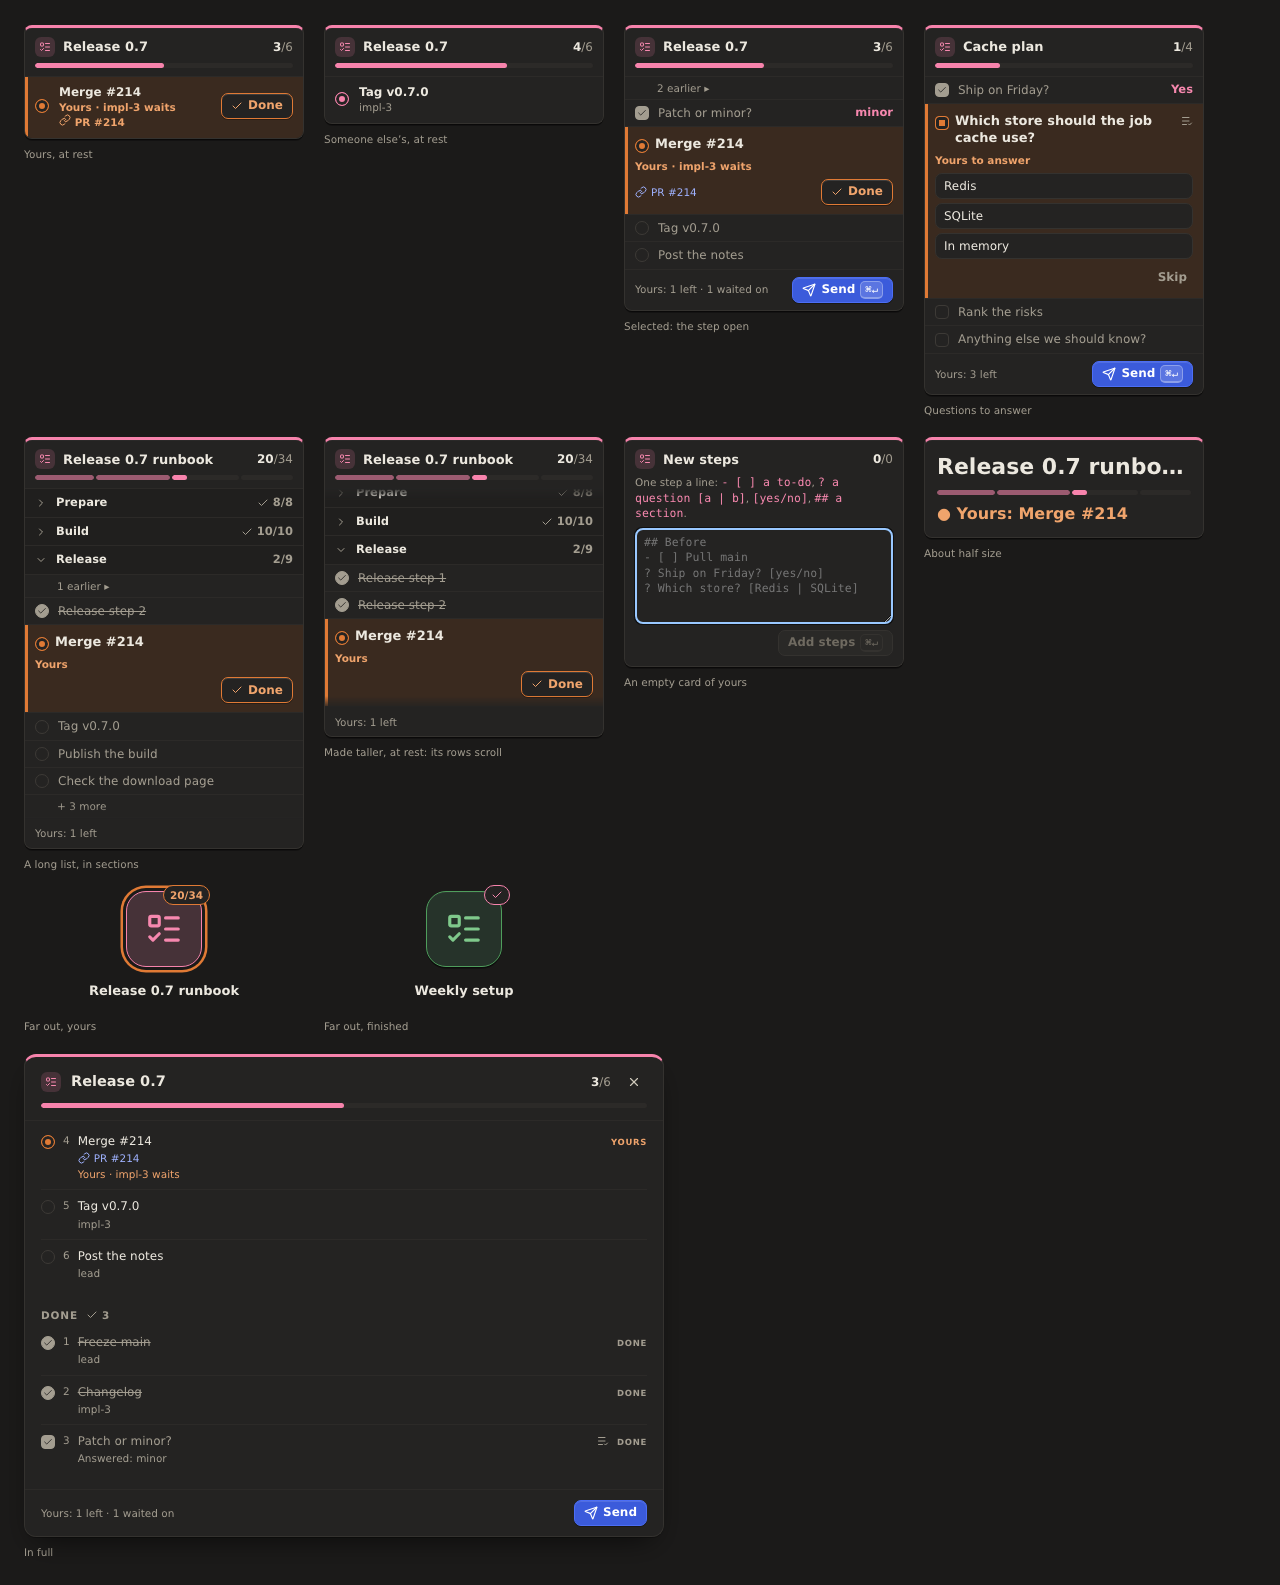 Release 0.7
3/6
Merge #214
Yours · impl-3 waits
PR #214
Done
Yours, at rest
Release 0.7
4/6
Tag v0.7.0
impl-3
Someone else’s, at rest
Release 0.7
3/6
2 earlier ▸
Patch or minor?
minor
Merge #214
Yours · impl-3 waits
PR #214
Done
Tag v0.7.0
Post the notes
Yours: 1 left · 1 waited on
Send ⌘↵
Selected: the step open
Cache plan
1/4
Ship on Friday?
Yes
Which store should the job
cache use?
Yours to answer
Redis
SQLite
In memory
Skip
Rank the risks
Anything else we should know?
Yours: 3 left
Send ⌘↵
Questions to answer
Release 0.7 runbook
20/34
Prepare
8/8
Build
10/10
Release
2/9
1 earlier ▸
Release step 2
Merge #214
Yours
Done
Tag v0.7.0
Publish the build
Check the download page
+ 3 more
Yours: 1 left
A long list, in sections
Release 0.7 runbook
20/34
Prepare
8/8
Build
10/10
Release
2/9
Release step 1
Release step 2
Merge #214
Yours
Done
Yours: 1 left
Made taller, at rest: its rows scroll
New steps
0/0
One step a line: - [ ] a to-do, ? a
question [a | b], [yes/no], ## a
section.
## Before
- [ ] Pull main
? Ship on Friday? [yes/no]
? Which store? [Redis | SQLite]
Add steps ⌘↵
An empty card of yours
Release 0.7 runbo…
Yours: Merge #214
About half size
20/34
Release 0.7 runbook
Far out, yours
Weekly setup
Far out, finished
Release 0.7
3/6
4 Merge #214
YOURS
PR #214
Yours · impl-3 waits
5 Tag v0.7.0
impl-3
6 Post the notes
lead
DONE 3
1 Freeze main
DONE
lead
2 Changelog
DONE
impl-3
3 Patch or minor?
DONE
Answered: minor
Yours: 1 left · 1 waited on
Send
In full